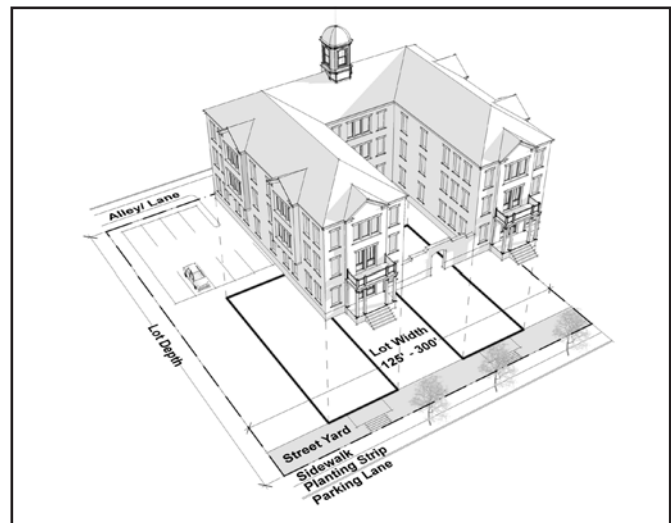 Alley/ Lane
Lot Depth
Lot Width
125' - 300'
Street Yard
Sidewalk
Planting Strip
Parking Lane